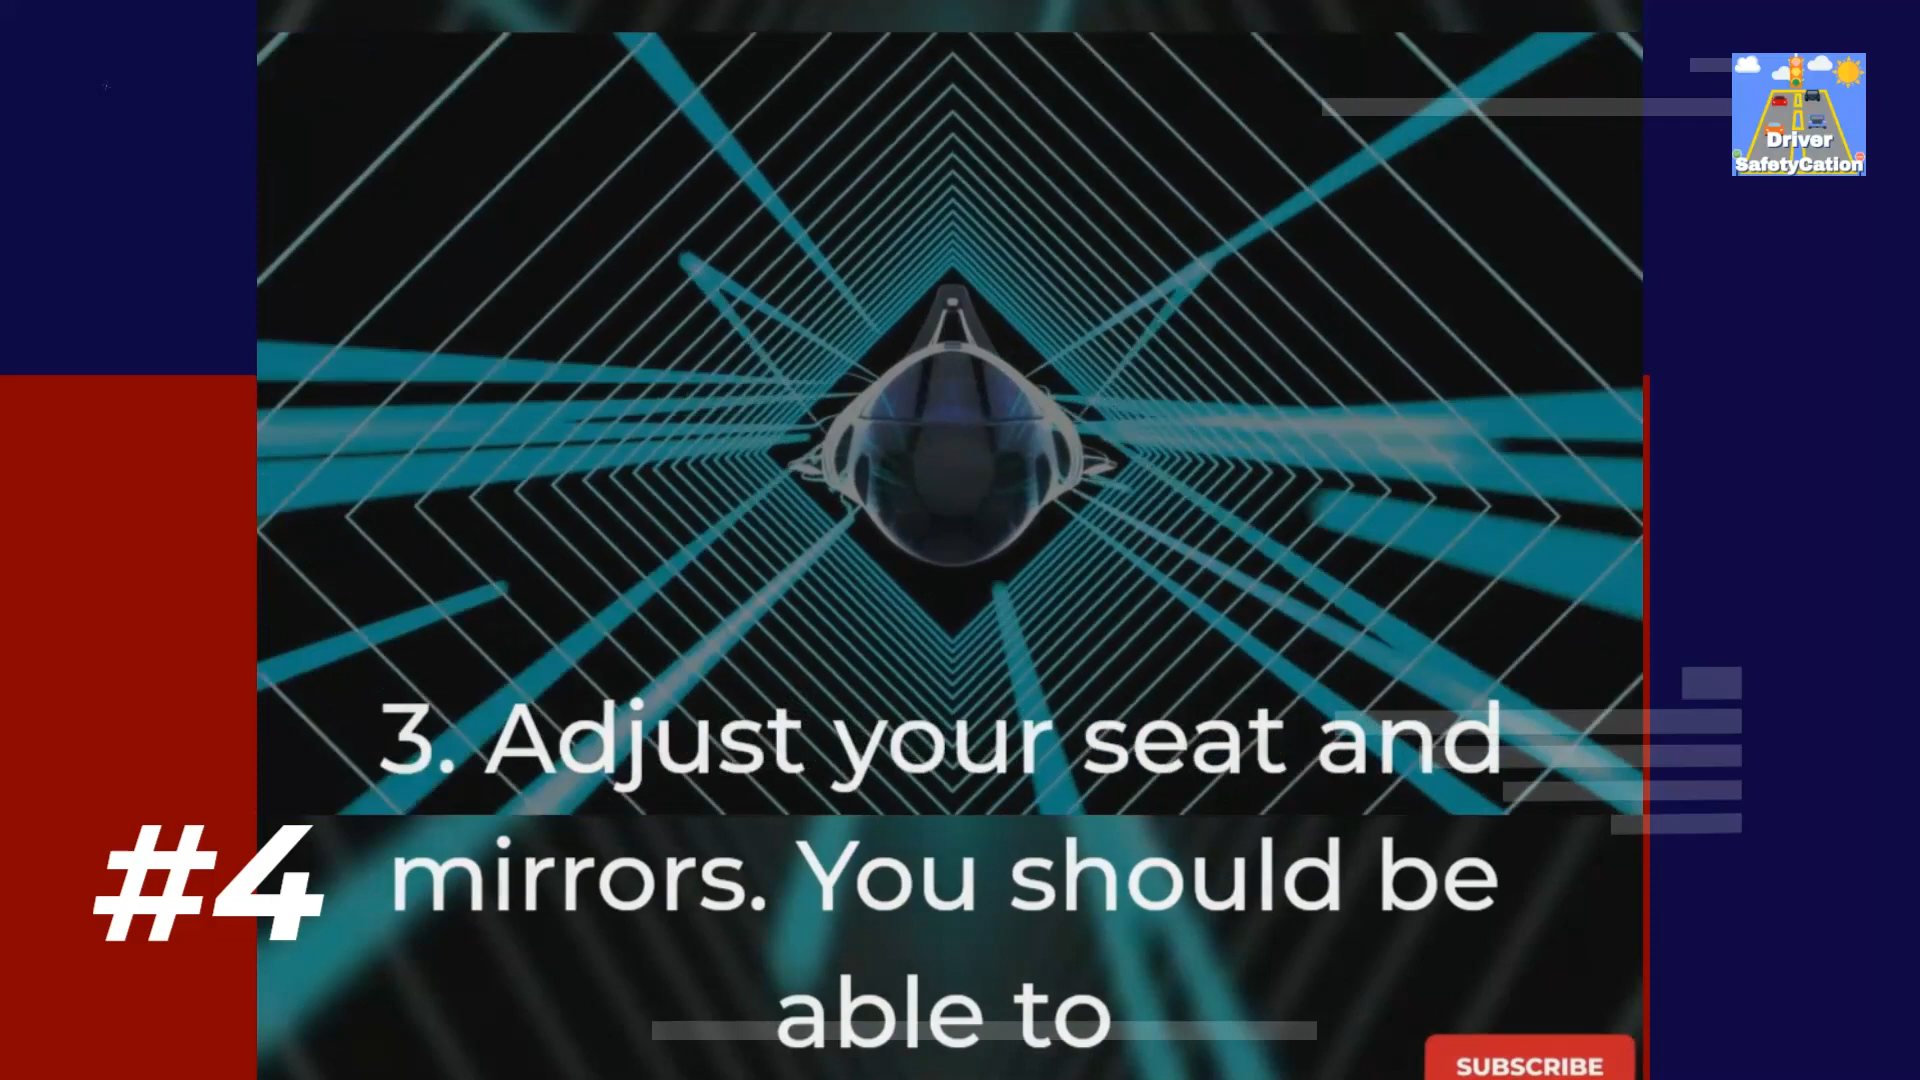 Driver
SafetyCation
3. Adjust your seat and
#4
mirrors. You should be
able to
SUBSCRIBE